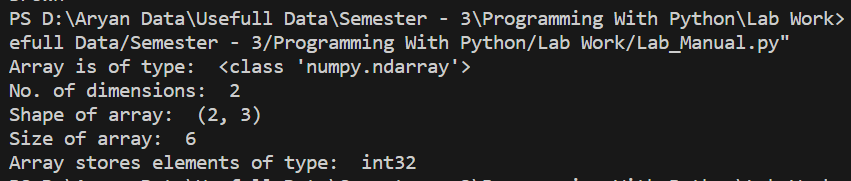 PS D:\Aryan Data\Usefull Data\Semester - 3\Programming With Python\Lab Work>
efull Data/Semester - 3/Programming With Python/Lab Work/Lab_Manual.py"
Array is of type:  <class 'numpy.ndarray'>
No. of dimensions:  2
Shape of array:  (2, 3)
Size of array:  6
Array stores elements of type:  int32